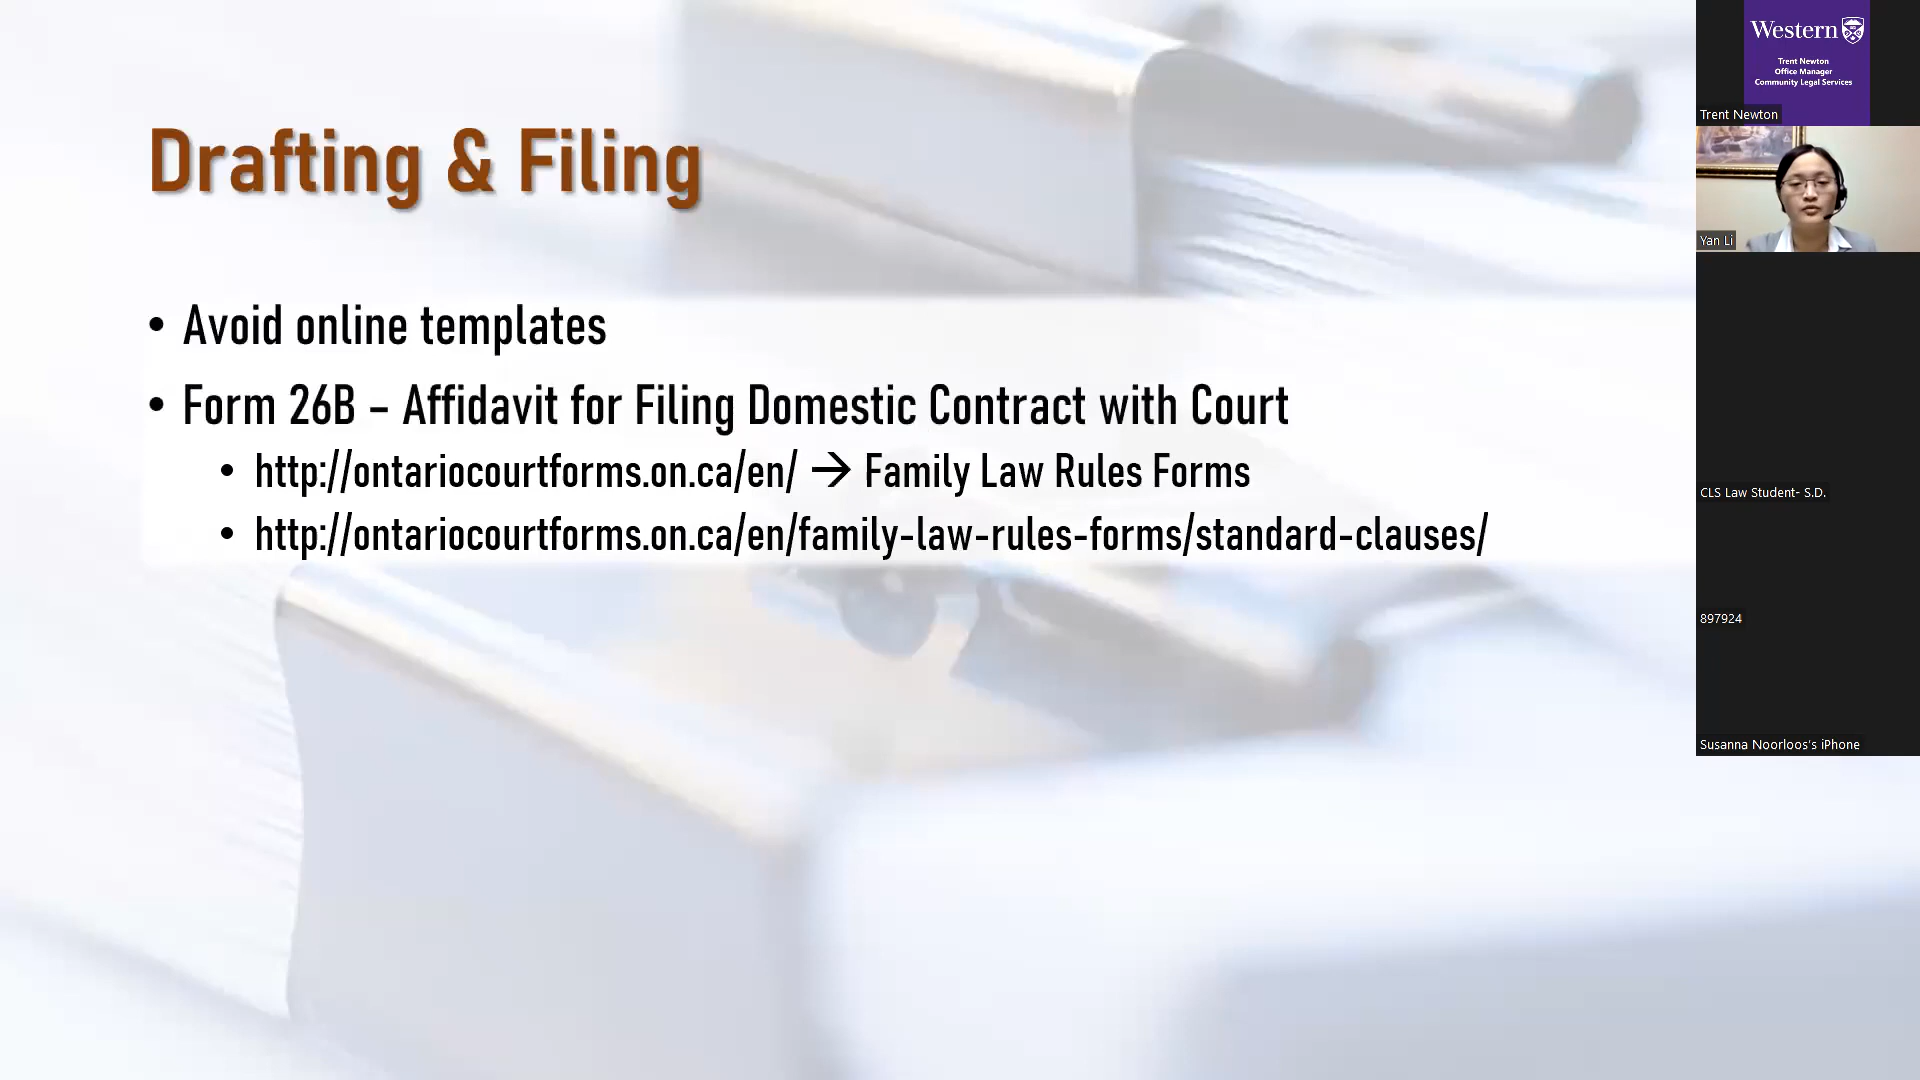 Drafting & Filing
• Avoid online templates
• Form 26B – Affidavit for Filing Domestic Contract with Court
• http://ontariocourtforms.on.ca/en/ → Family Law Rules Forms
• http://ontariocourtforms.on.ca/en/family-law-rules-forms/standard-clauses/
Western
Trent Newton
Office Manager
Community Legal Services
Trent Newton
Yan Li
CLS Law Student- S.D.
897924
Susanna Noorloos's iPhone